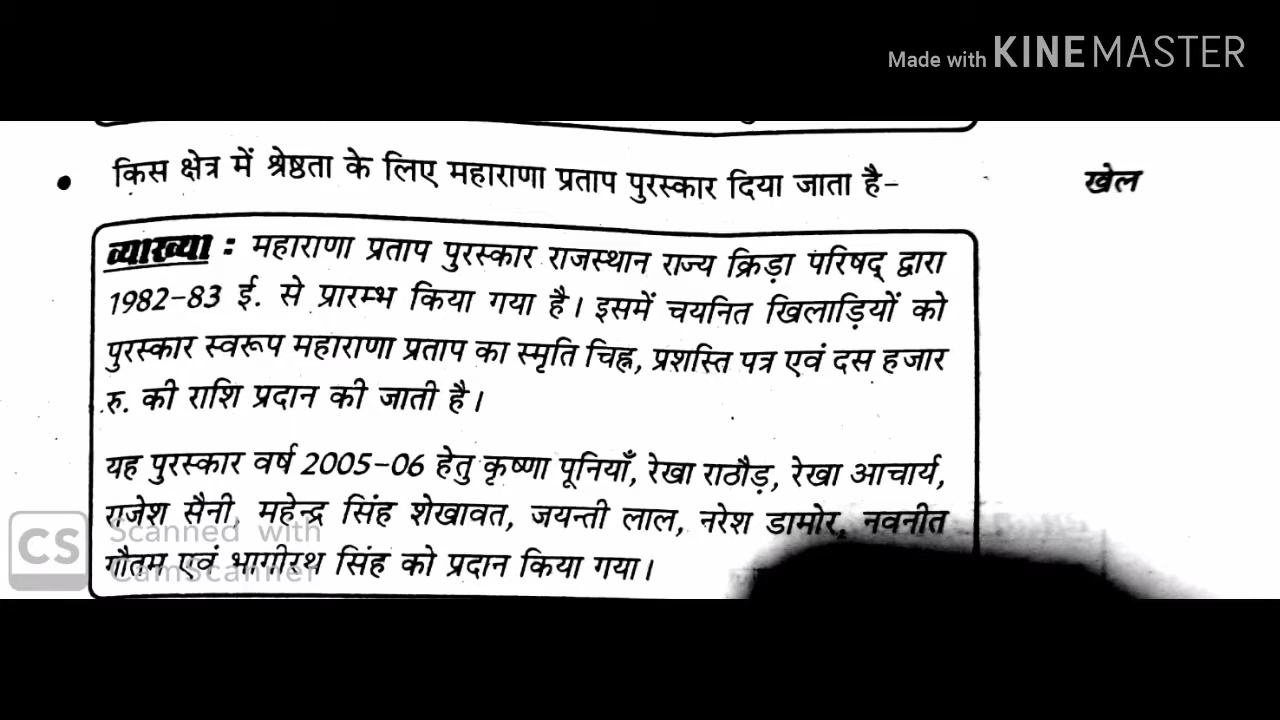 Made with KINEMASTER
• किस क्षेत्र में श्रेष्ठता के लिए महाराणा प्रताप पुरस्कार दिया जाता है- खेल
व्याख्या : महाराणा प्रताप पुरस्कार राजस्थान राज्य क्रिड़ा परिषद् द्वारा
1982-83 ई. से प्रारम्भ किया गया है। इसमें चयनित खिलाड़ियों को
पुरस्कार स्वरूप महाराणा प्रताप का स्मृति चिह्न, प्रशस्ति पत्र एवं दस हजार
रु. की राशि प्रदान की जाती है।
यह पुरस्कार वर्ष 2005-06 हेतु कृष्णा पूनियाँ, रेखा राठौड़, रेखा आचार्य,
राजेश सैनी, महेन्द्र सिंह शेखावत, जयन्ती लाल, नरेश डामोर, नवनीत
गौतम एवं भागीरथ सिंह को प्रदान किया गया।
CS Scanned with
CamScanner